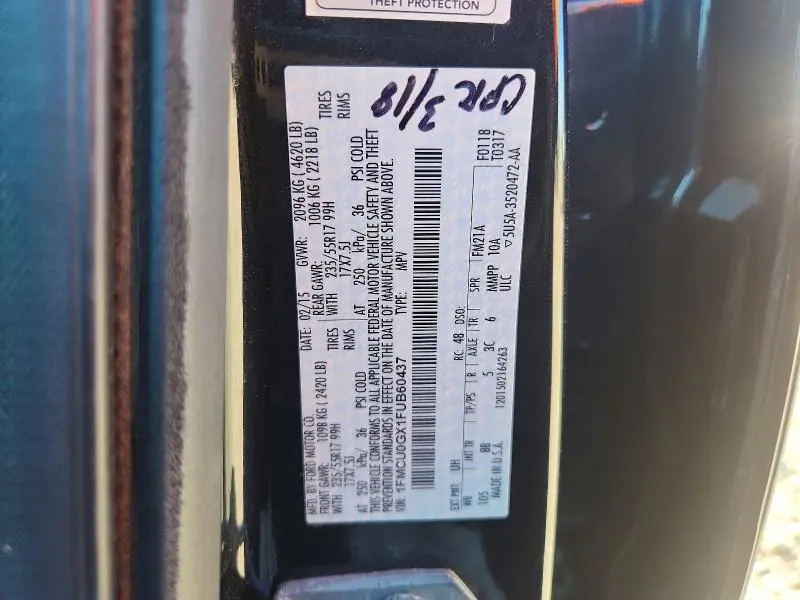 THEFT PROTECTION
CPR 3/18
MFD. BY FORD MOTOR CO. DATE: 02/15 GVWR: 2096 KG ( 4620 LB)
FRONT GAWR: 1098 KG ( 2420 LB) REAR GAWR: 1006 KG ( 2218 LB)
WITH 235/55R17 99H TIRES WITH 235/55R17 99H TIRES
17X7.5J RIMS 17X7.5J RIMS
AT 250 kPa/ 36 PSI COLD AT 250 kPa/ 36 PSI COLD
THIS VEHICLE CONFORMS TO ALL APPLICABLE FEDERAL MOTOR VEHICLE SAFETY AND THEFT
PREVENTION STANDARDS IN EFFECT ON THE DATE OF MANUFACTURE SHOWN ABOVE.
VIN: 1FMCU0GX1FUB60437 TYPE: MPV
F0118
T0317
EXT PNT: UH RC: 48 DSO:
WB INT TR TP/PS R AXLE TR SPR FM21A
105 BB 5 3C 6 MMPP 10A
ULC
MADE IN U.S.A. 1201502164263 ▽5U5A-3520472-AA